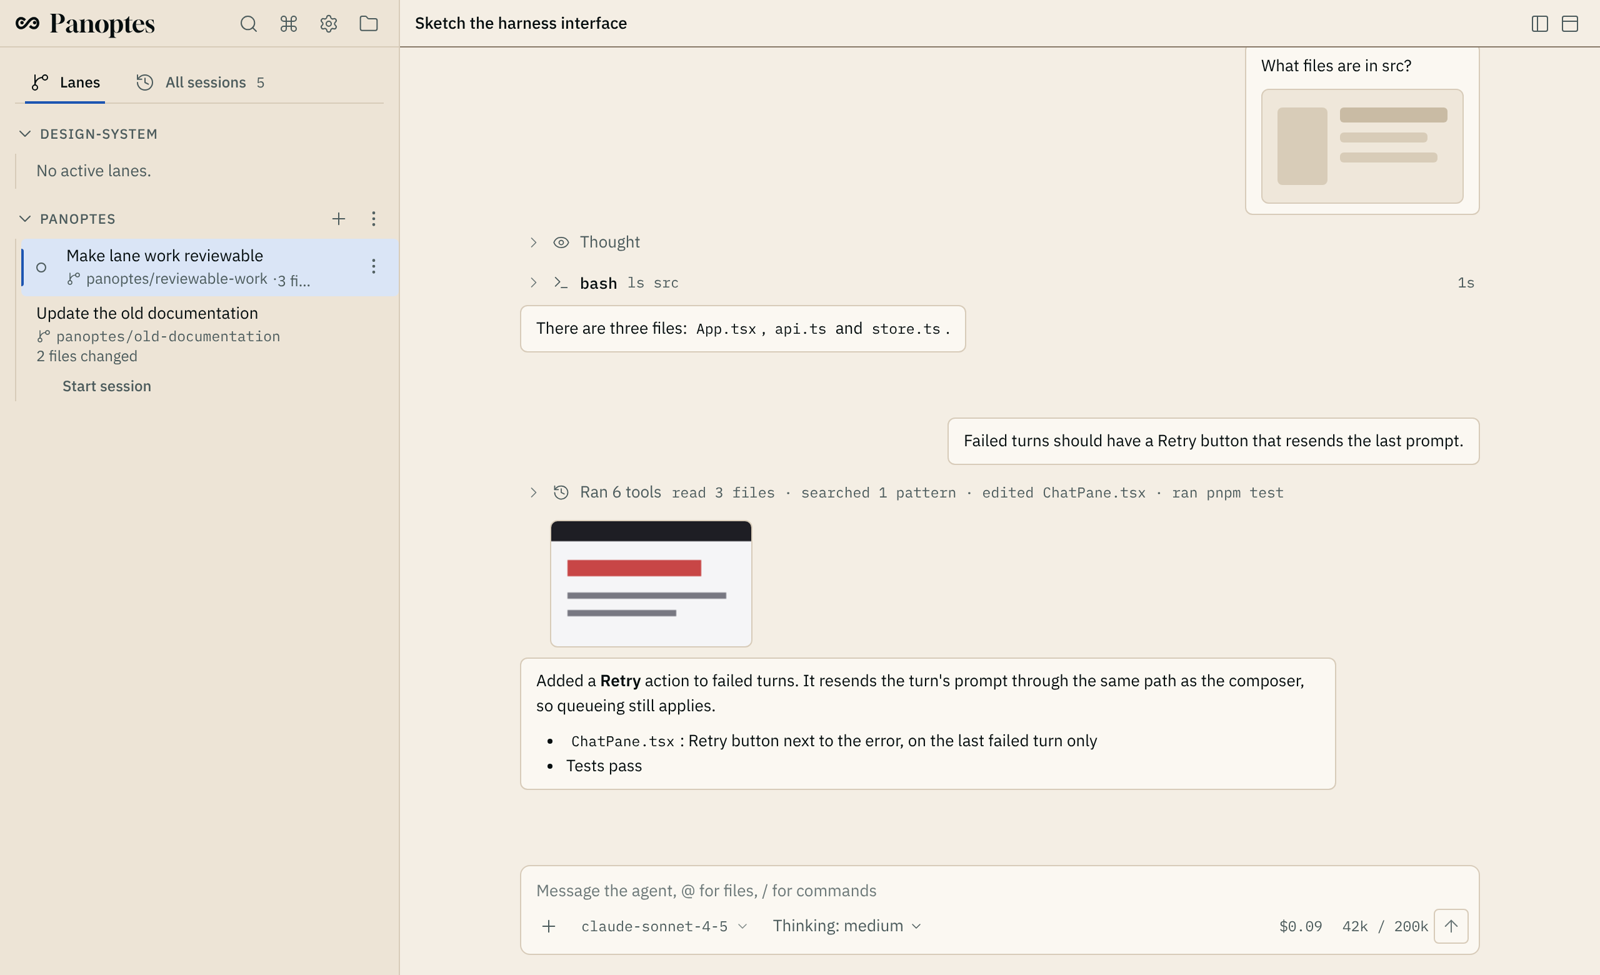 Panoptes
Sketch the harness interface
Lanes
All sessions 5
DESIGN-SYSTEM
No active lanes.
PANOPTES
Make lane work reviewable
panoptes/reviewable-work ·3 fi...
Update the old documentation
panoptes/old-documentation
2 files changed
Start session
What files are in src?
Thought
bash ls src 1s
There are three files: App.tsx, api.ts and store.ts.
Failed turns should have a Retry button that resends the last prompt.
Ran 6 tools read 3 files · searched 1 pattern · edited ChatPane.tsx · ran pnpm test
Added a Retry action to failed turns. It resends the turn's prompt through the same path as the composer,
so queueing still applies.
• ChatPane.tsx: Retry button next to the error, on the last failed turn only
• Tests pass
Message the agent, @ for files, / for commands
claude-sonnet-4-5 Thinking: medium $0.09 42k / 200k